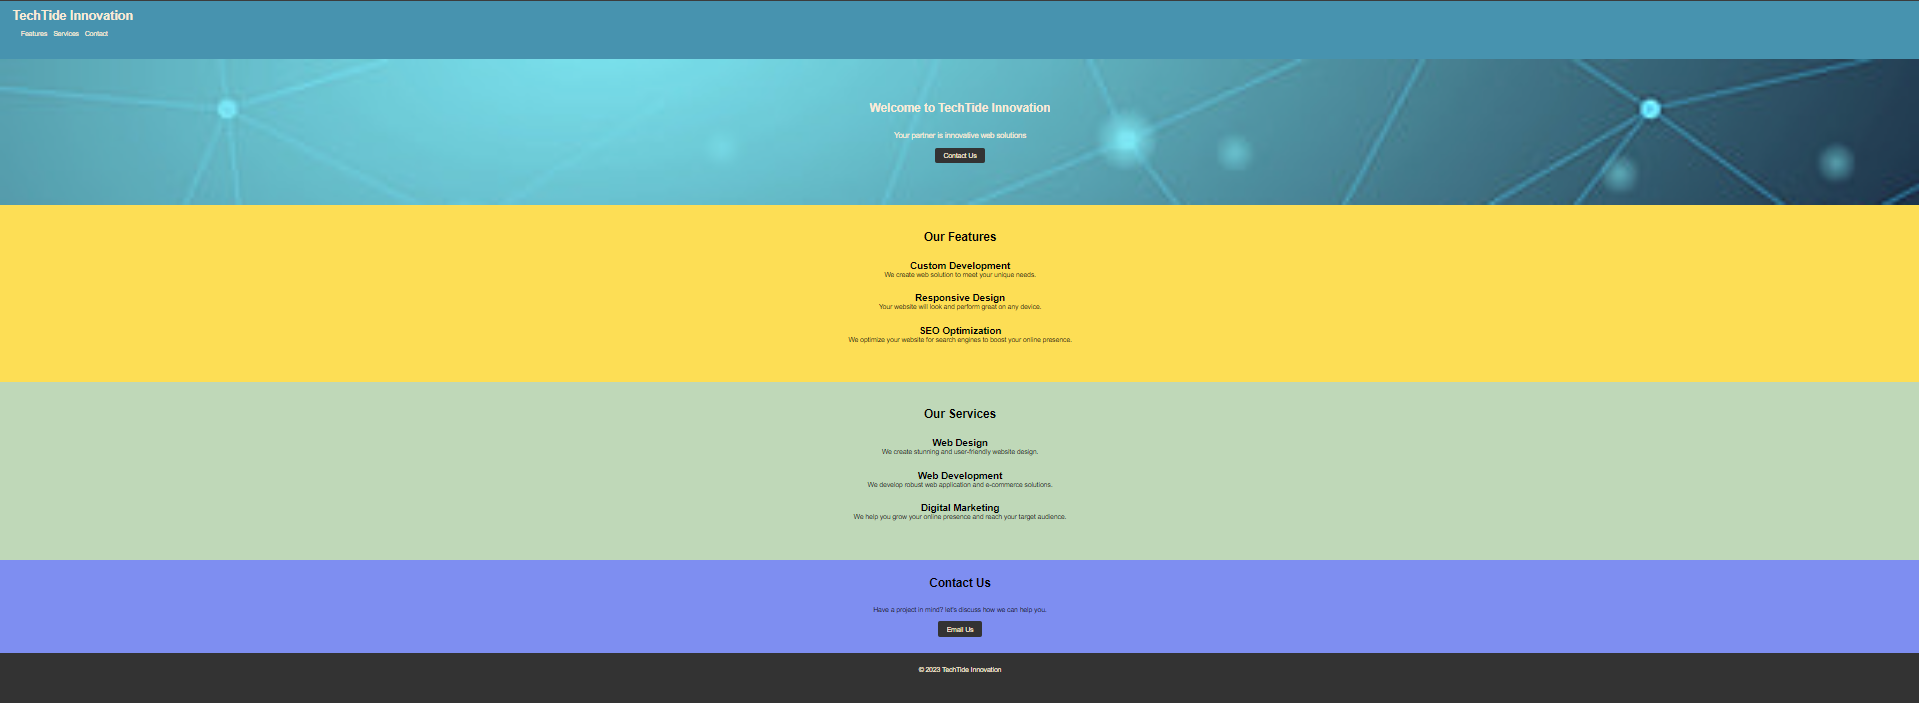 TechTide Innovation
Features Services Contact
Welcome to TechTide Innovation
Your partner is innovative web solutions
Contact Us
Our Features
Custom Development
We create web solution to meet your unique needs.
Responsive Design
Your website will look and perform great on any device.
SEO Optimization
We optimize your website for search engines to boost your online presence.
Our Services
Web Design
We create stunning and user-friendly website design.
Web Development
We develop robust web application and e-commerce solutions.
Digital Marketing
We help you grow your online presence and reach your target audience.
Contact Us
Have a project in mind? let's discuss how we can help you.
Email Us
© 2023 TechTide Innovation